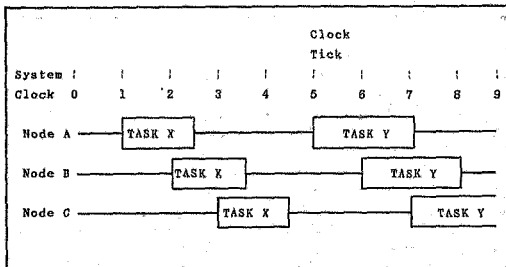 Clock
Tick
System
Clock 0 1 2 3 4 5 6 7 8 9
Node A TASK X TASK Y
Node B TASK X TASK Y
Node C TASK X TASK Y